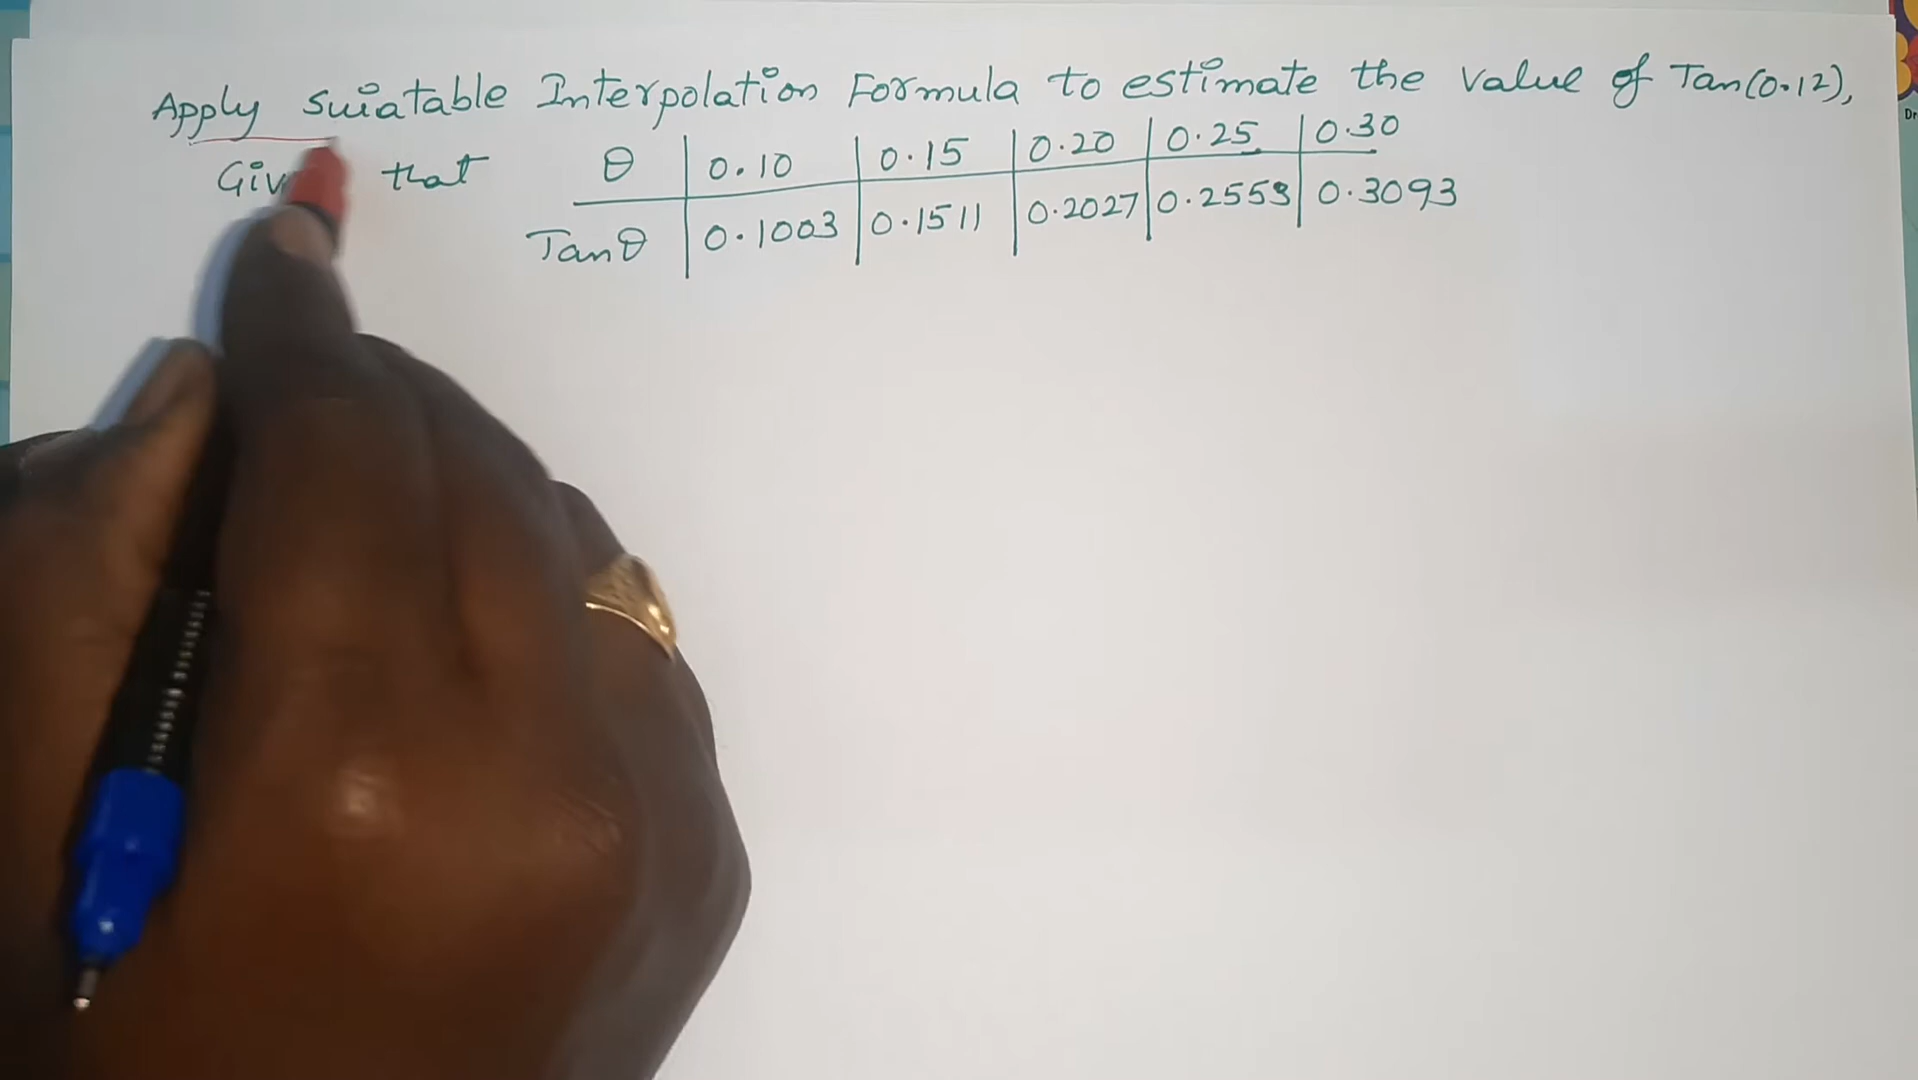 Apply suiatable Interpolation Formula to estimate the value of Tan(0.12),
that
θ 0.10 0.15 0.20 0.25 0.30
Tanθ 0.1003 0.1511 0.2027 0.2553 0.3093